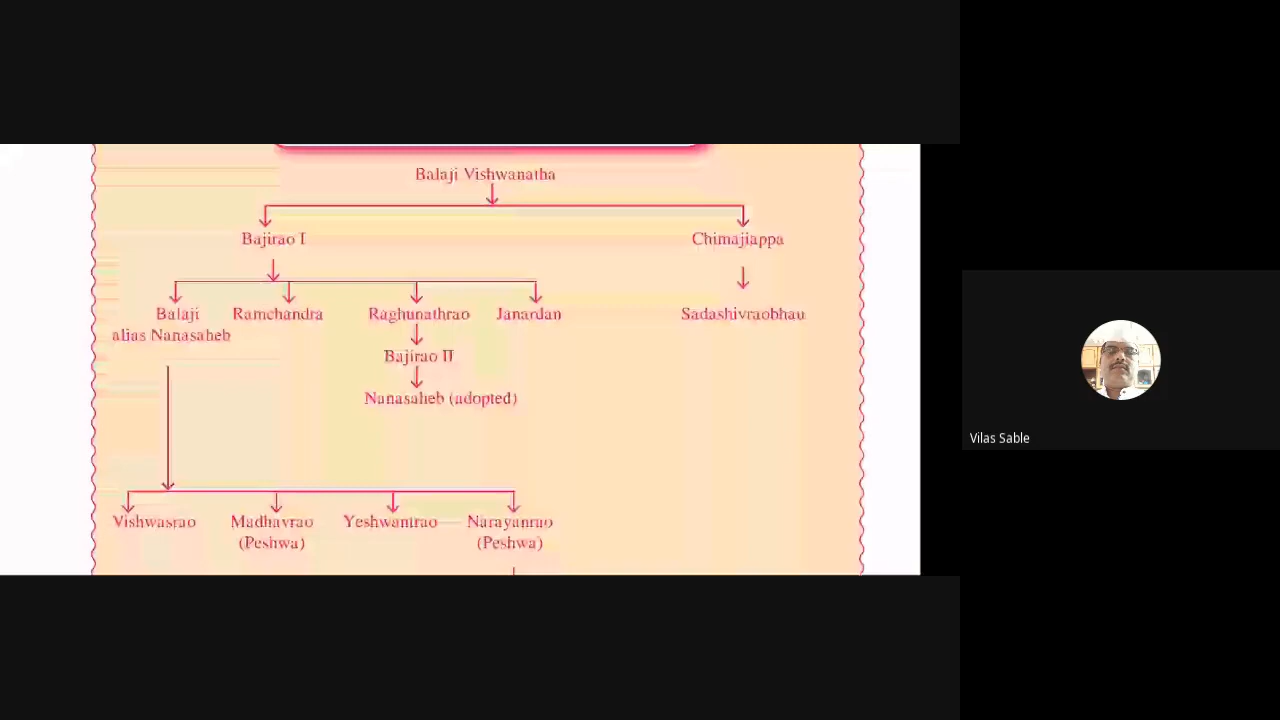 Balaji Vishwanatha
Bajirao I
Chimajiappa
Balaji
alias Nanasaheb
Ramchandra
Raghunathrao
Janardan
Sadashivraobhau
Bajirao II
Nanasaheb (adopted)
Vishwasrao
Madhavrao
(Peshwa)
Yeshwantrao
Narayanrao
(Peshwa)
Vilas Sable